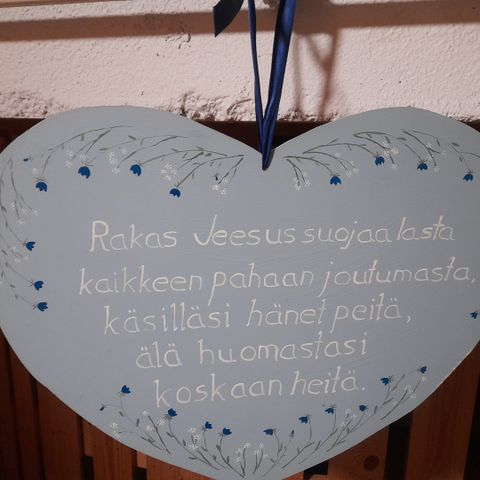 Rakas Jeesus suojaa lasta
kaikkeen pahaan joutumasta,
käsilläsi hänet peitä,
älä huomastasi
koskaan heitä.